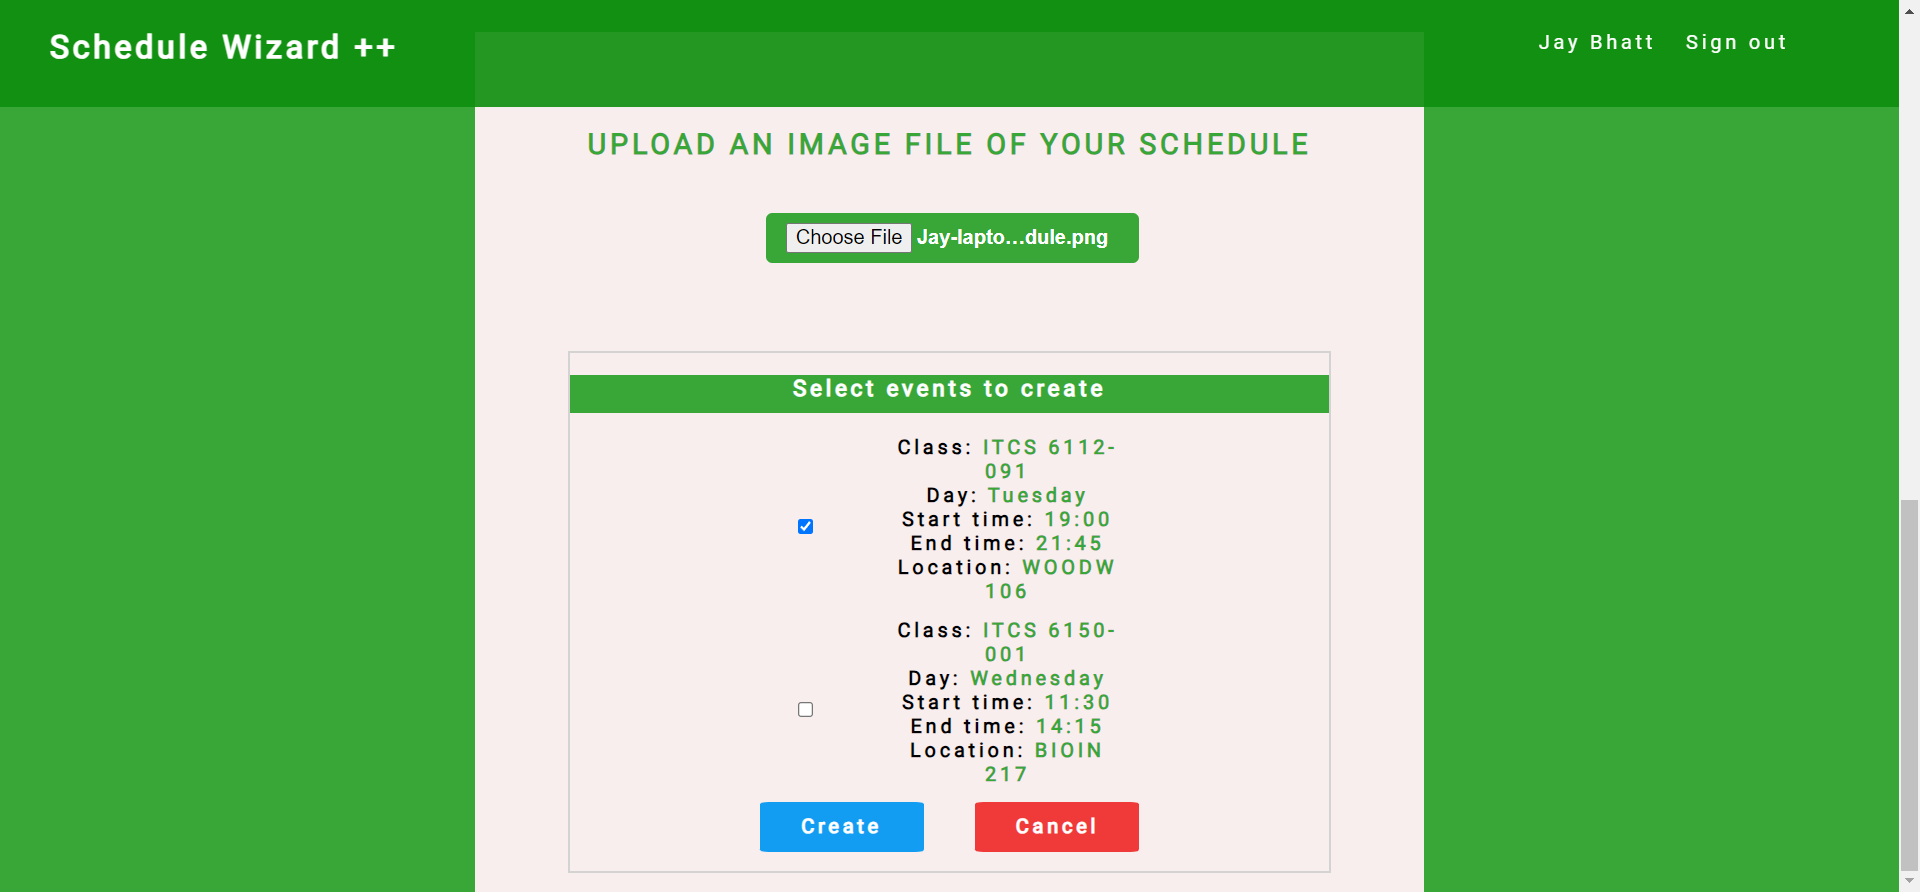 Schedule Wizard ++
Jay Bhatt
Sign out
UPLOAD AN IMAGE FILE OF YOUR SCHEDULE
Choose File Jay-lapto...dule.png
Select events to create
Class: ITCS 6112-
091
Day: Tuesday
Start time: 19:00
End time: 21:45
Location: WOODW
106
Class: ITCS 6150-
001
Day: Wednesday
Start time: 11:30
End time: 14:15
Location: BIOIN
217
Create
Cancel